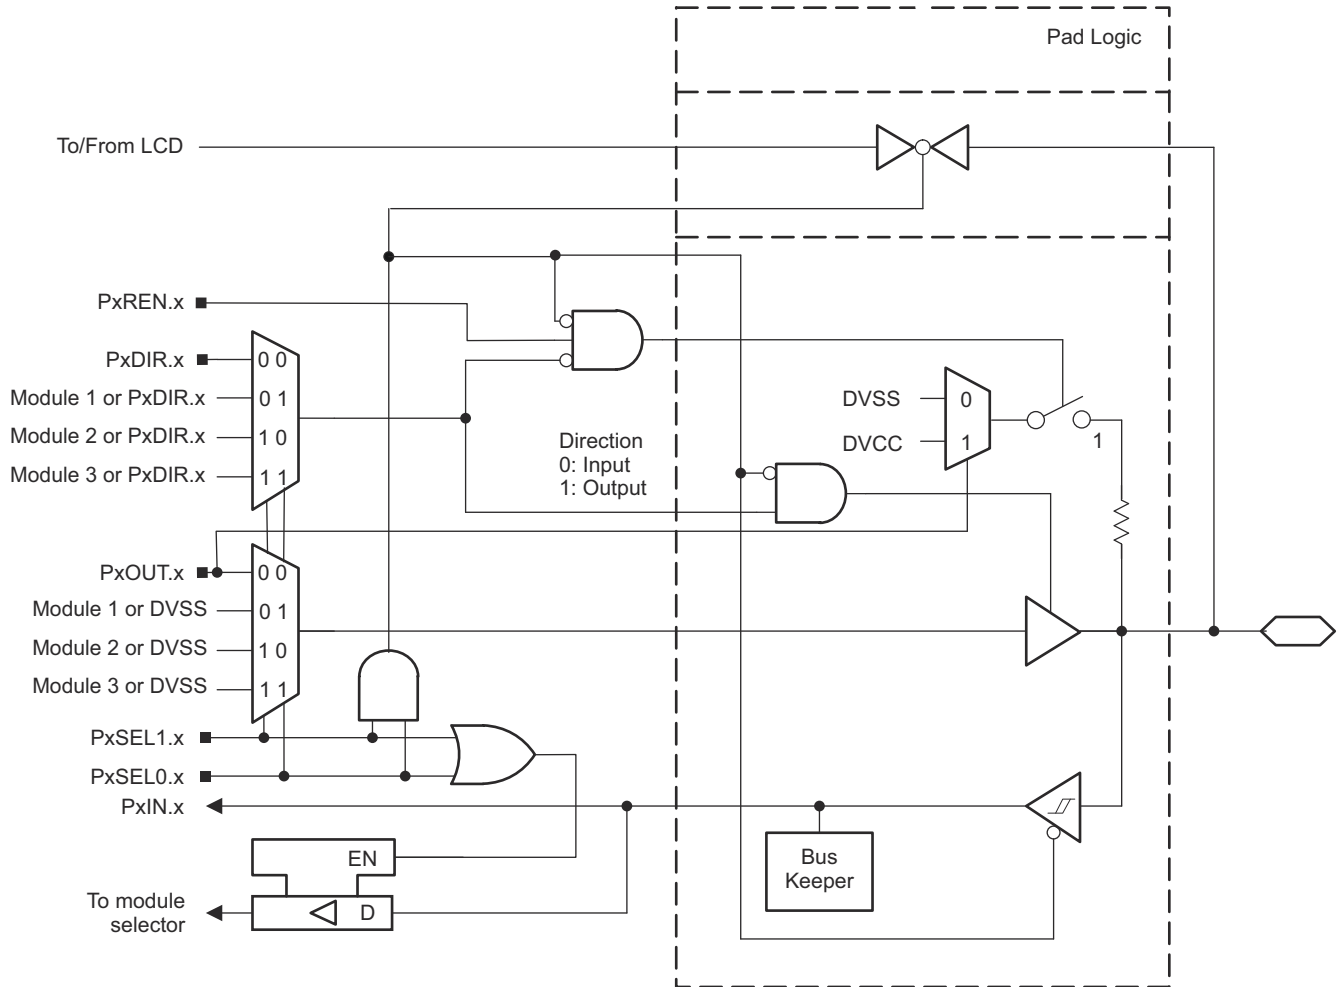 Pad Logic
To/From LCD
PxREN.x
PxDIR.x
0 0
Module 1 or PxDIR.x
0 1
Module 2 or PxDIR.x
1 0
Module 3 or PxDIR.x
1 1
Direction
0: Input
1: Output
DVSS
0
DVCC
1
1
PxOUT.x
0 0
Module 1 or DVSS
0 1
Module 2 or DVSS
1 0
Module 3 or DVSS
1 1
PxSEL1.x
PxSEL0.x
PxIN.x
EN
D
To module
selector
Bus
Keeper